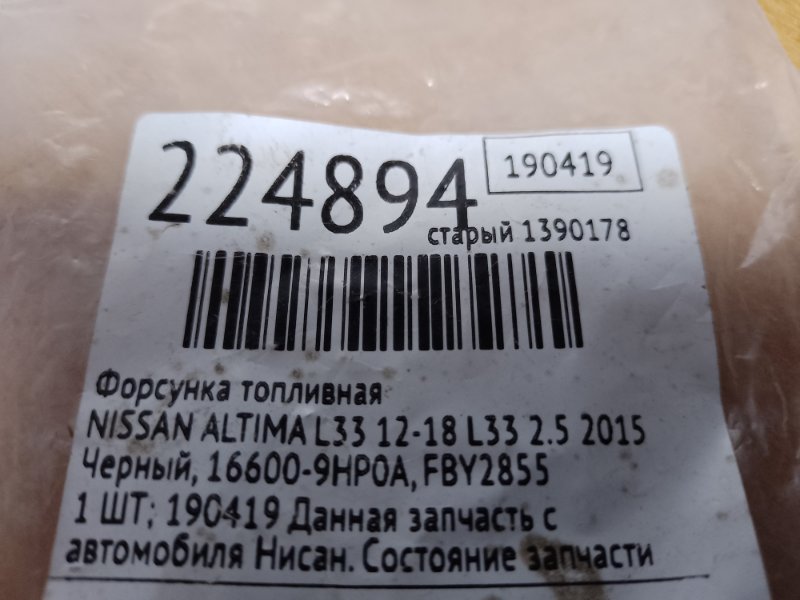 224894
190419
старый 1390178
Форсунка топливная
NISSAN ALTIMA L33 12-18 L33 2.5 2015
Черный, 16600-9HP0A, FBY2855
1 ШТ; 190419 Данная запчасть с
автомобиля Нисан. Состояние запчасти